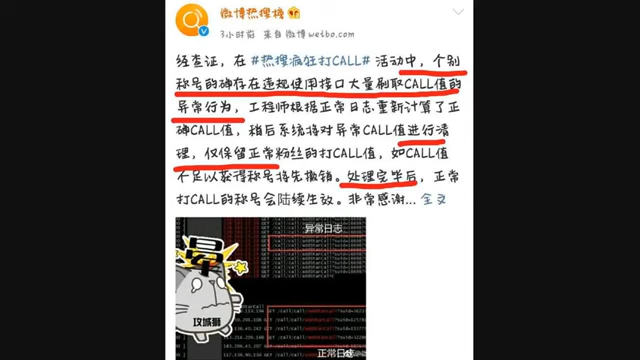 微博热搜榜
3小时前 来自 微博weibo.com
经查证，在 #热搜疯狂打CALL# 活动中，个别
称号的确存在违规使用接口大量刷取CALL值的
异常行为，工程师根据正常日志重新计算了正
确CALL值，稍后系统将对异常CALL值进行清
理，仅保留正常粉丝的打CALL值，如CALL值
不足以获得称号将先撤销。处理完毕后，正常
打CALL的称号会陆续生效。非常感谢... 全文
异常日志
晕
攻城狮
正常日志